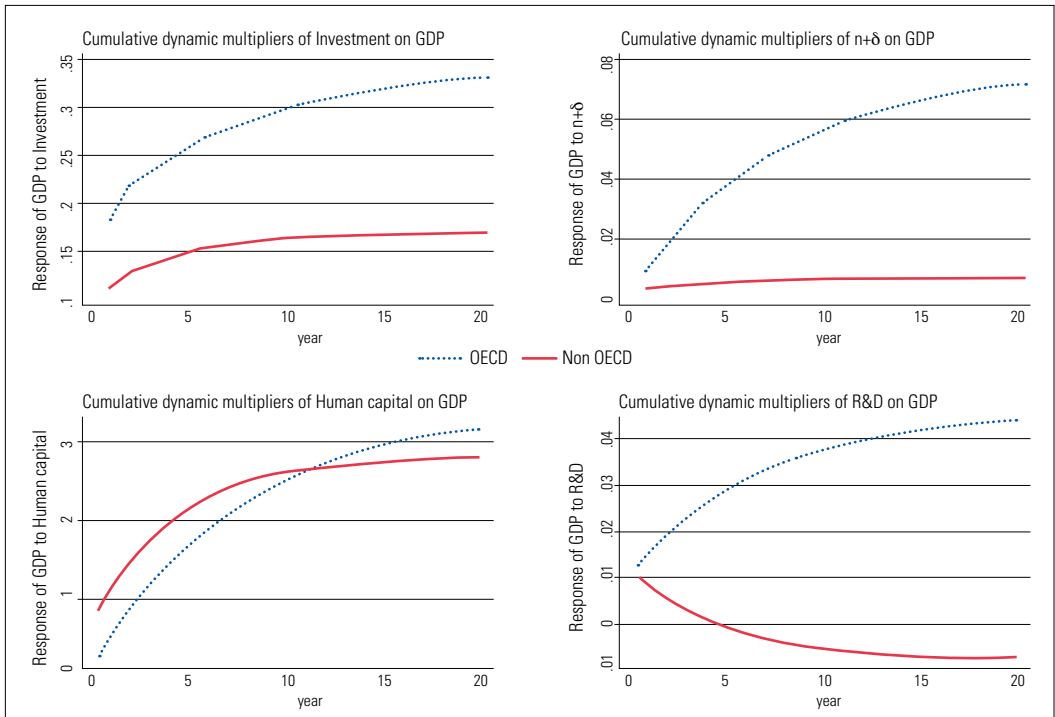 Cumulative dynamic multipliers of Investment on GDP
Response of GDP to Investment
.35
.3
.25
.2
.15
.1
0 5 10 15 20
year
Cumulative dynamic multipliers of n+δ on GDP
Response of GDP to n+δ
.08
.06
.04
.02
0
0 5 10 15 20
year
OECD Non OECD
Cumulative dynamic multipliers of Human capital on GDP
Response of GDP to Human capital
3
2
1
0
0 5 10 15 20
year
Cumulative dynamic multipliers of R&D on GDP
Response of GDP to R&D
.04
.03
.02
.01
0
.01
0 5 10 15 20
year